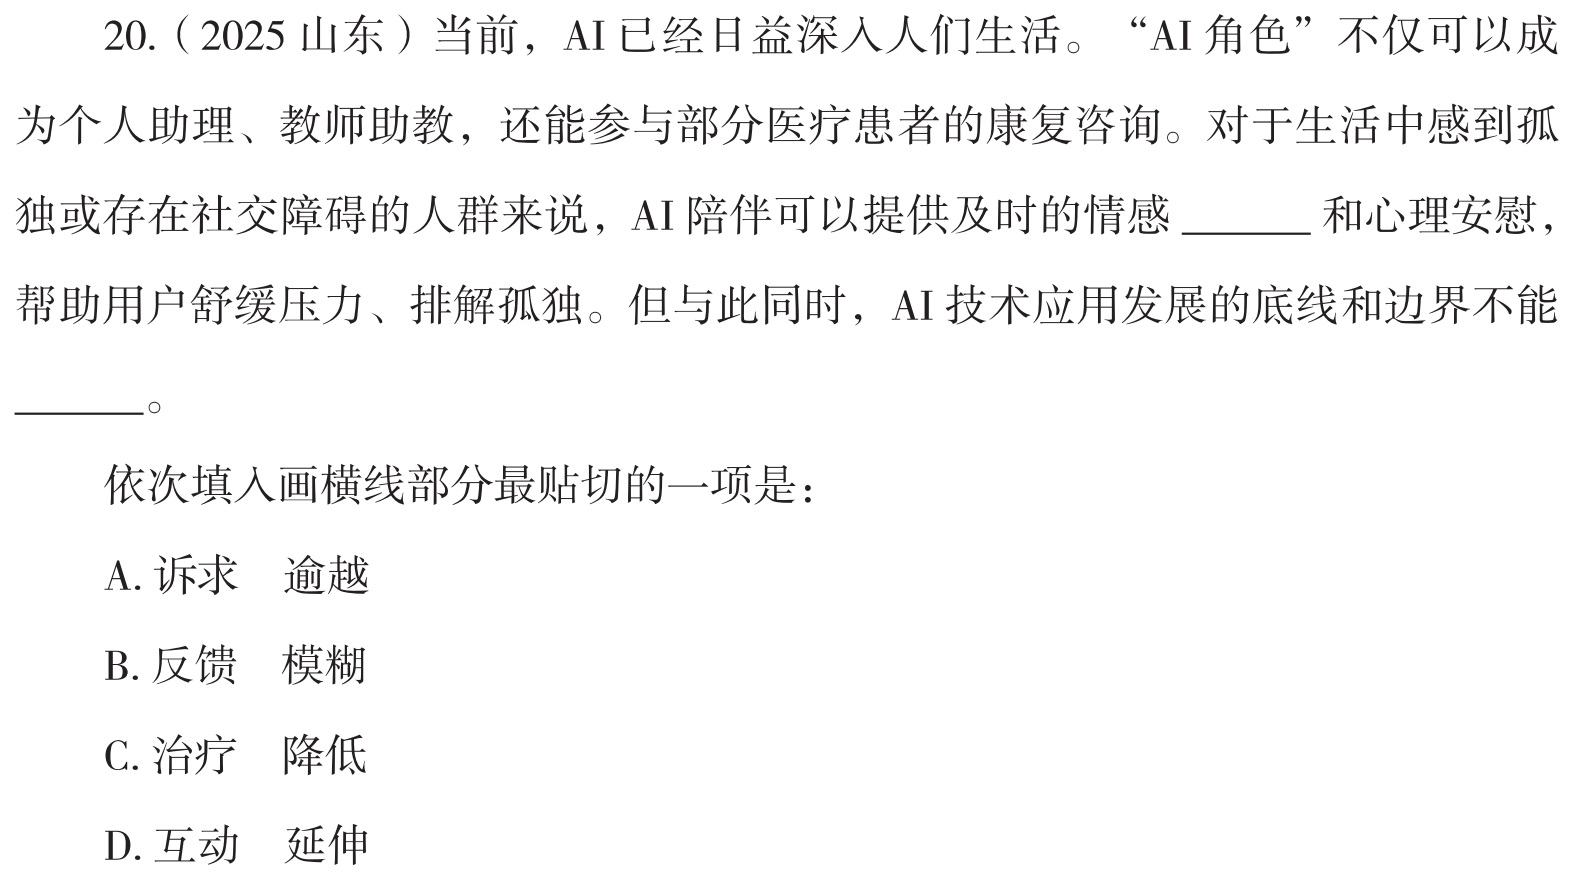 20.（2025 山东）当前，AI 已经日益深入人们生活。“AI 角色”不仅可以成
为个人助理、教师助教，还能参与部分医疗患者的康复咨询。对于生活中感到孤
独或存在社交障碍的人群来说，AI 陪伴可以提供及时的情感 ______ 和心理安慰，
帮助用户舒缓压力、排解孤独。但与此同时，AI 技术应用发展的底线和边界不能
______。
依次填入画横线部分最贴切的一项是：
A. 诉求　逾越
B. 反馈　模糊
C. 治疗　降低
D. 互动　延伸